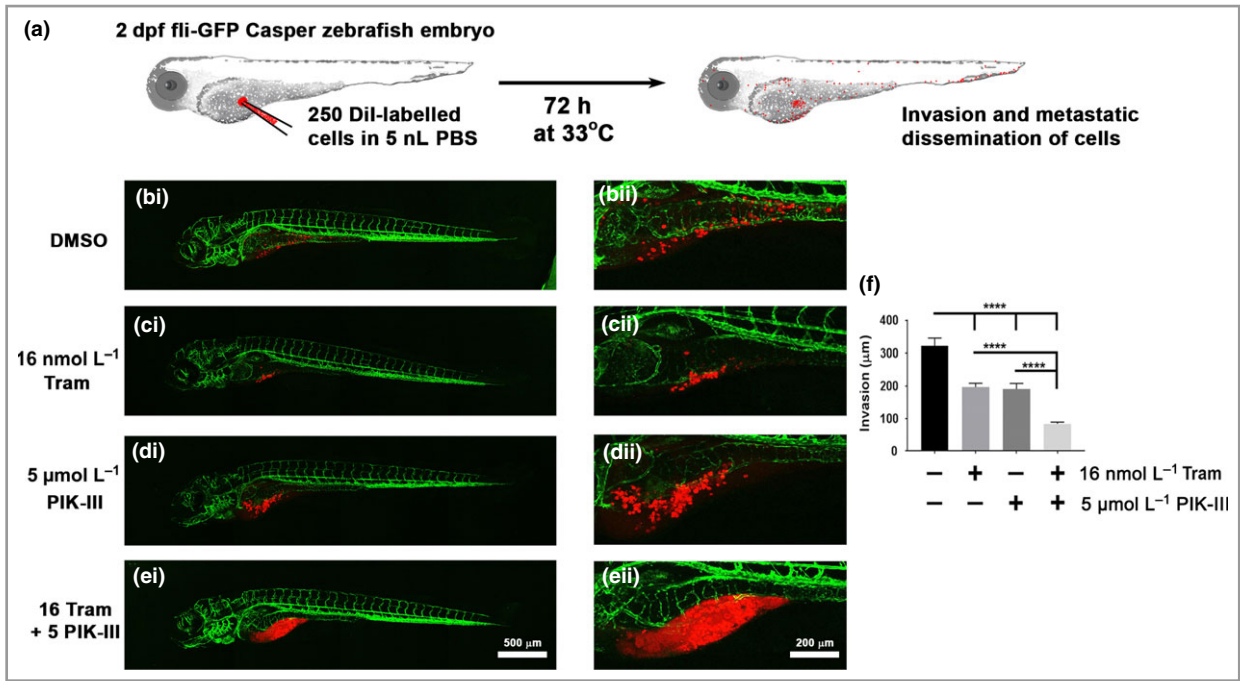 (a)
2 dpf fli-GFP Casper zebrafish embryo
250 DiI-labelled
cells in 5 nL PBS
72 h
at 33°C
Invasion and metastatic
dissemination of cells
DMSO
(bi)
(bii)
16 nmol L⁻¹
Tram
(ci)
(cii)
5 µmol L⁻¹
PIK-III
(di)
(dii)
16 Tram
+ 5 PIK-III
(ei)
500 µm
(eii)
200 µm
(f)
Invasion (µm)
400
300
200
100
0
****
****
****
– + – + 16 nmol L⁻¹ Tram
– – + + 5 µmol L⁻¹ PIK-III